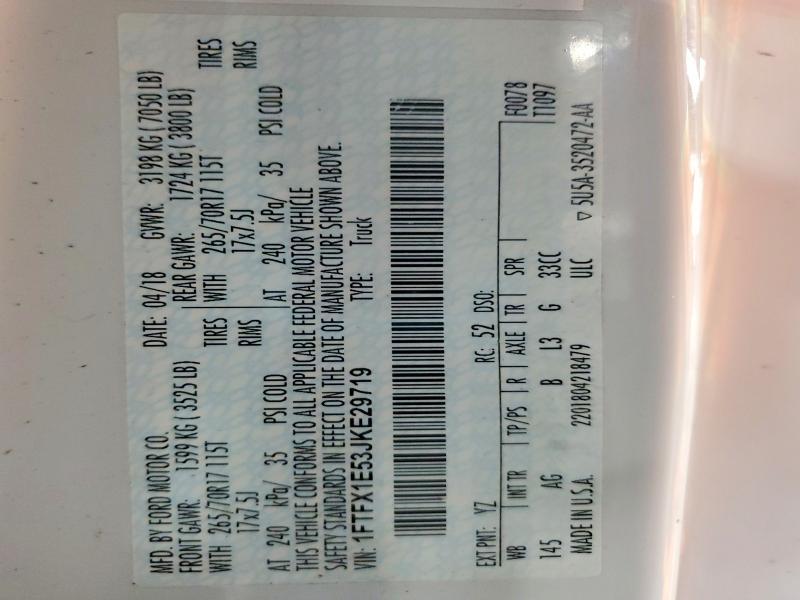 MFD. BY FORD MOTOR CO. DATE: 04/18 GVWR: 3198 KG ( 7050 LB)
FRONT GAWR: 1599 KG ( 3525 LB) REAR GAWR: 1724 KG ( 3800 LB)
WITH 265/70R17 115T TIRES WITH 265/70R17 115T TIRES
17x7.5J RIMS 17x7.5J RIMS
AT 240 kPa/ 35 PSI COLD AT 240 kPa/ 35 PSI COLD
THIS VEHICLE CONFORMS TO ALL APPLICABLE FEDERAL MOTOR VEHICLE
SAFETY STANDARDS IN EFFECT ON THE DATE OF MANUFACTURE SHOWN ABOVE.
VIN: 1FTFX1E53JKE29719 TYPE: Truck
EXT PNT: YZ RC: 52 DSO: F0078
WB INT TR TP/PS R AXLE TR SPR T1097
145 AG B L3 G 33CC
MADE IN U.S.A. 2201804218479 ULC ▽ 5U5A-3520472-AA